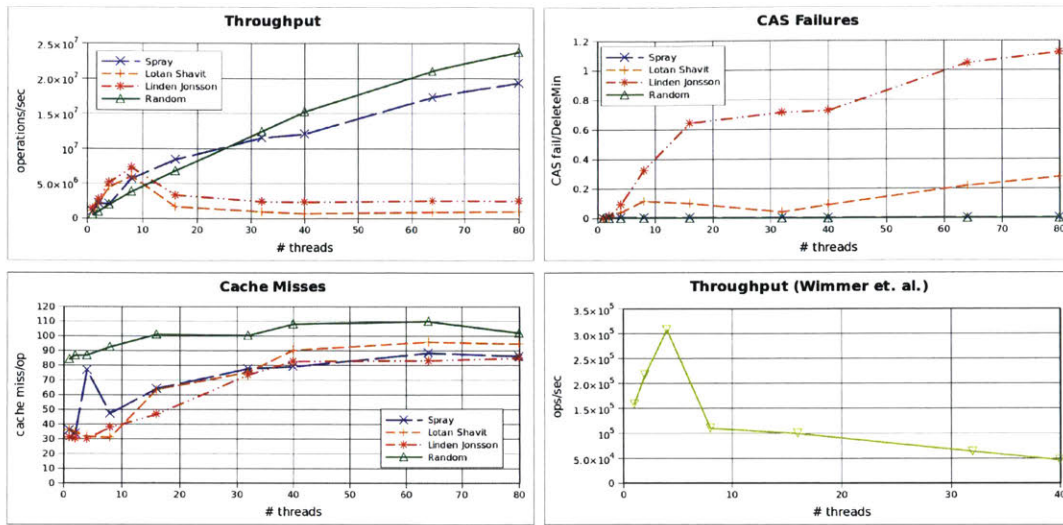 Throughput
2.5×10⁷
2.0×10⁷
1.5×10⁷
10⁷
5.0×10⁶
0
operations/sec
Spray
Lotan Shavit
Linden Jonsson
Random
0 10 20 30 40 50 60 70 80
# threads
CAS Failures
1.2
1
0.8
0.6
0.4
0.2
0
CAS fail/DeleteMin
Spray
Lotan Shavit
Linden Jonsson
Random
0 10 20 30 40 50 60 70 80
# threads
Cache Misses
120
110
100
90
80
70
60
50
40
30
20
10
0
cache miss/op
Spray
Lotan Shavit
Linden Jonsson
Random
0 10 20 30 40 50 60 70 80
# threads
Throughput (Wimmer et. al.)
3.5×10⁵
3.0×10⁵
2.5×10⁵
2.0×10⁵
1.5×10⁵
10⁵
5.0×10⁴
0
ops/sec
0 10 20 30 40
# threads